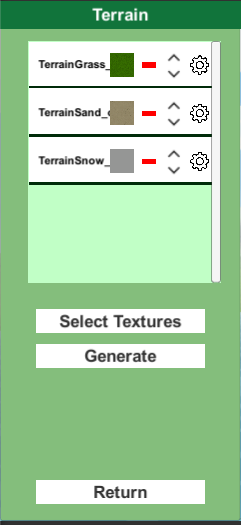 Terrain
TerrainGrass_
TerrainSand_
TerrainSnow_
Select Textures
Generate
Return